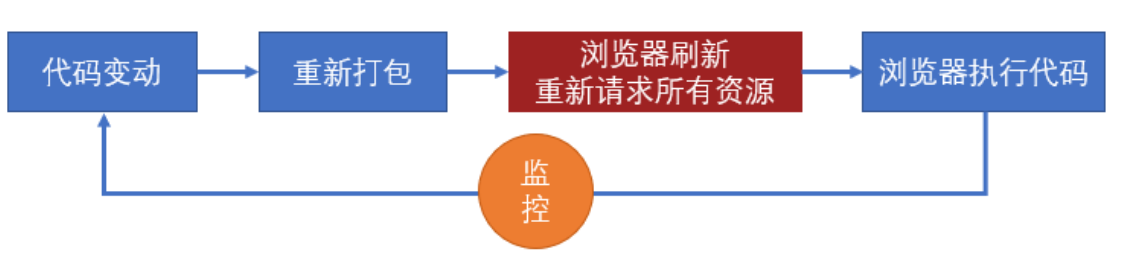 代码变动
重新打包
浏览器刷新
重新请求所有资源
浏览器执行代码
监
控